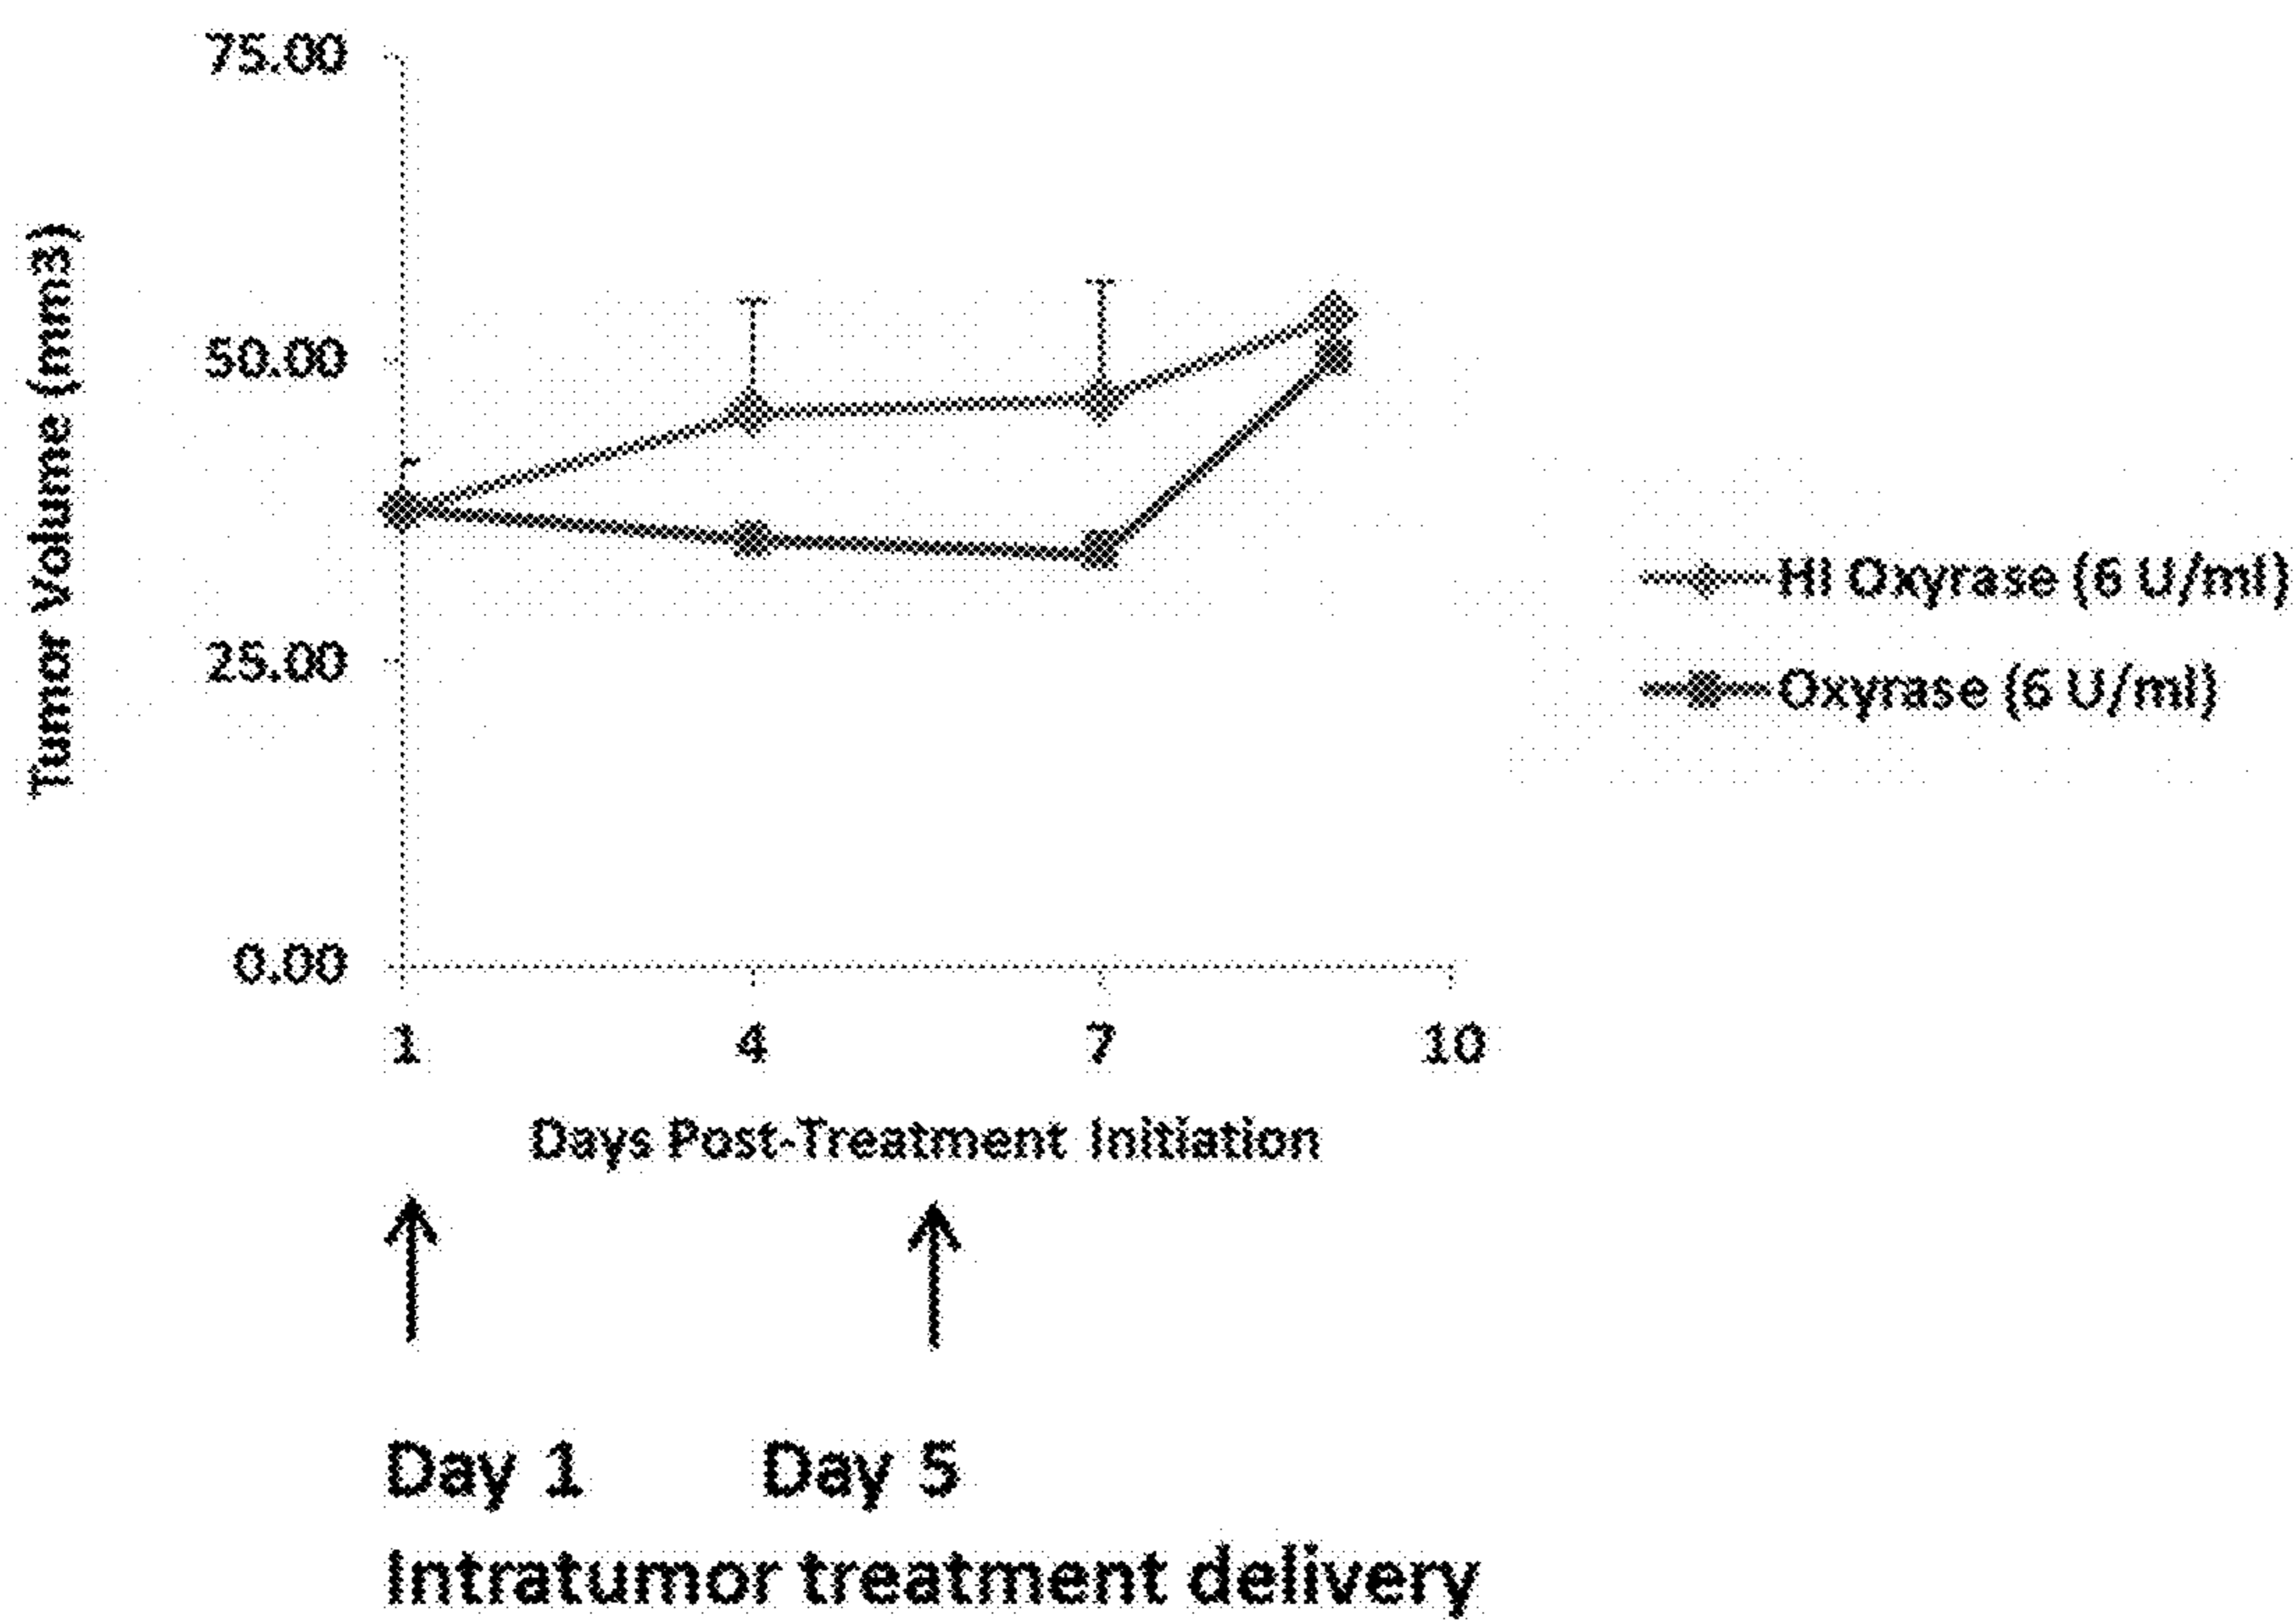 75.00
50.00
25.00
0.00
Tumor Volume (mm3)
1 4 7 10
Days Post-Treatment Initiation
HI Oxyrase (6 U/ml)
Oxyrase (6 U/ml)
Day 1 Day 5
Intratumor treatment delivery